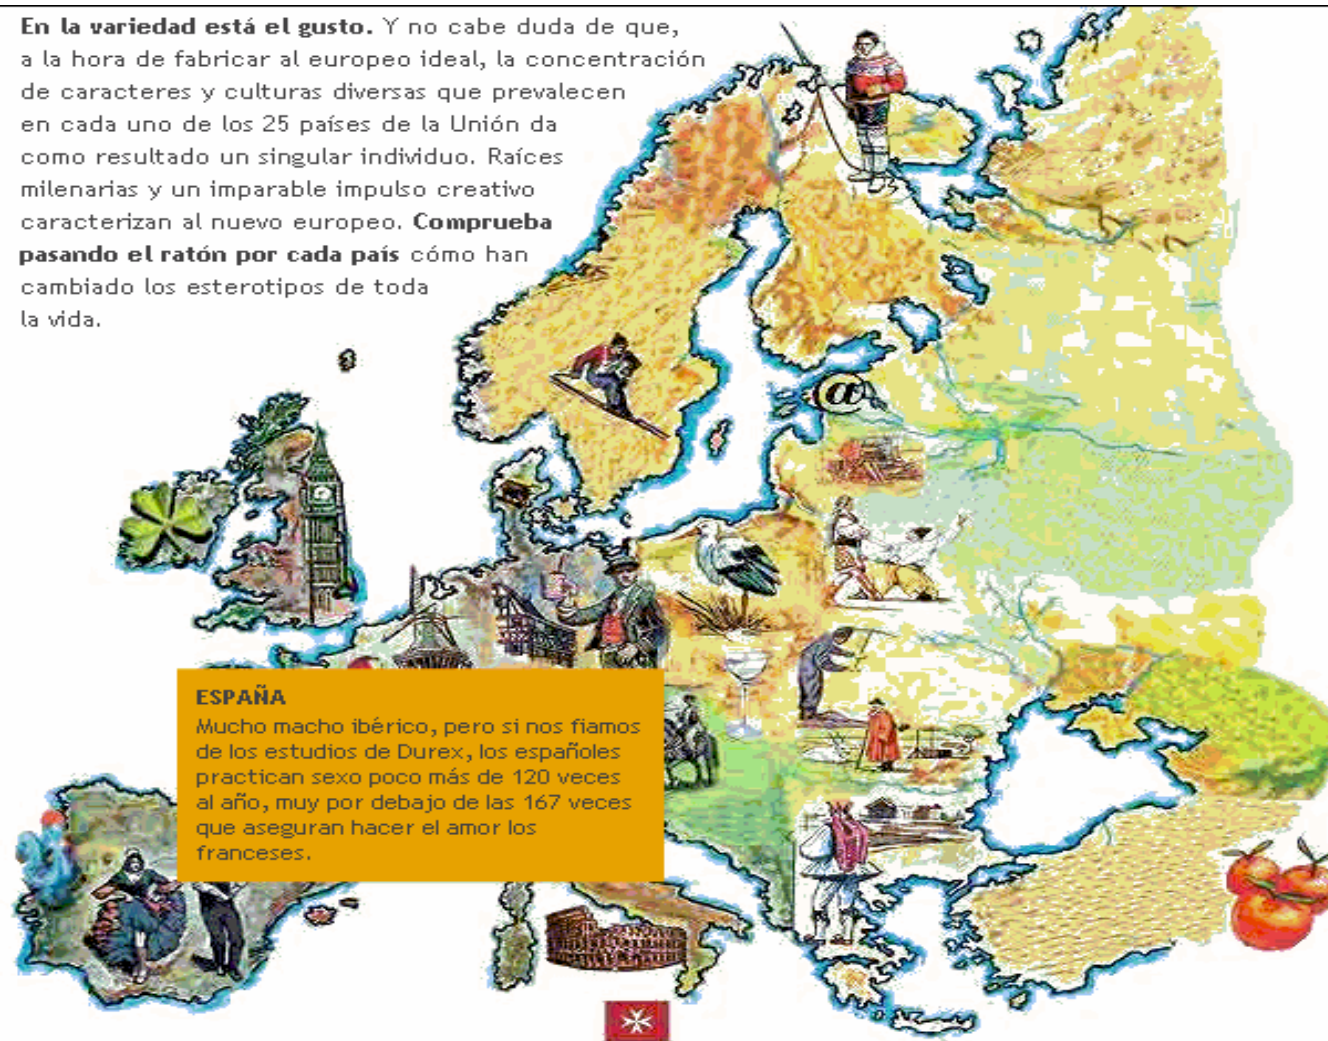 En la variedad está el gusto. Y no cabe duda de que,
a la hora de fabricar al europeo ideal, la concentración
de caracteres y culturas diversas que prevalecen
en cada uno de los 25 países de la Unión da
como resultado un singular individuo. Raíces
milenarias y un imparable impulso creativo
caracterizan al nuevo europeo. Comprueba
pasando el ratón por cada país cómo han
cambiado los esterotipos de toda
la vida.
@
ESPAÑA
Mucho macho ibérico, pero si nos fiamos
de los estudios de Durex, los españoles
practican sexo poco más de 120 veces
al año, muy por debajo de las 167 veces
que aseguran hacer el amor los
franceses.